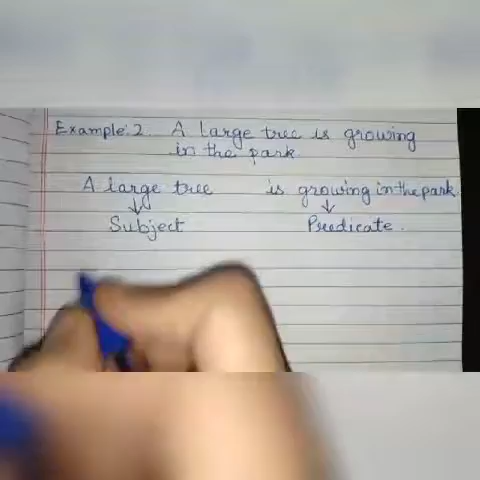 Example:2. A large tree is growing
in the park.
A large tree is growing in the park.
Subject Predicate.